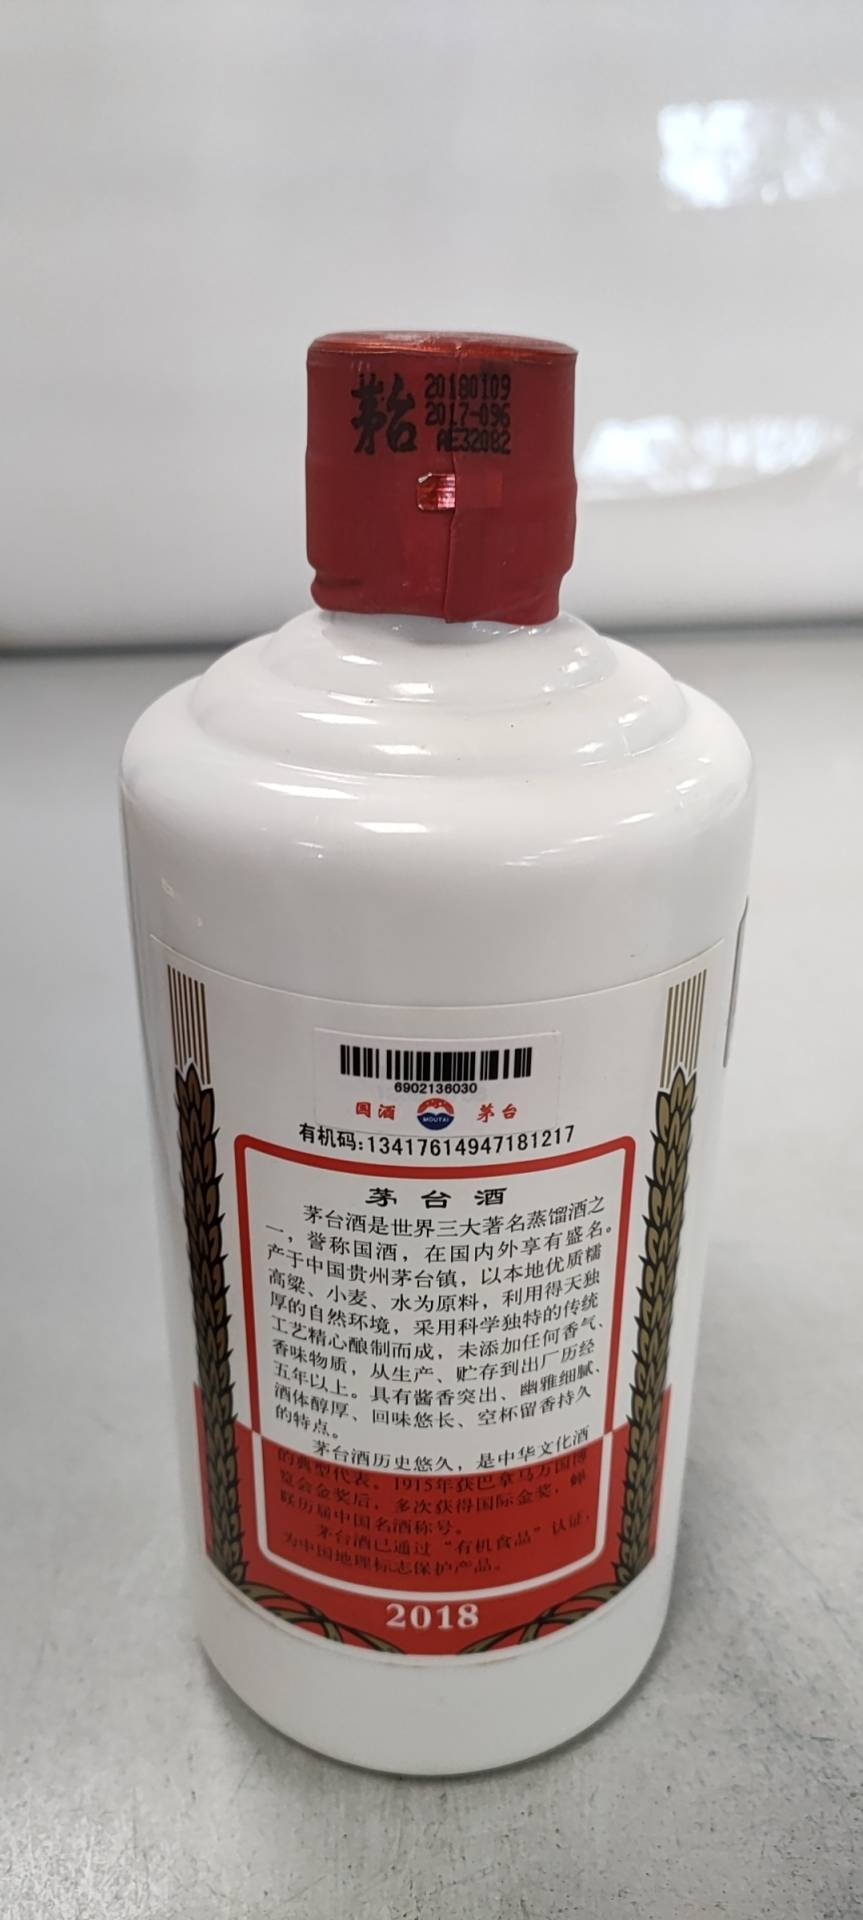 茅台
20180109
2017-096
AE32082
6902136030
国酒
MOUTAI
茅台
有机码:13417614947181217
茅台酒
茅台酒是世界三大著名蒸馏酒之
一，誉称国酒，在国内外享有盛名。
产于中国贵州茅台镇，以本地优质糯
高粱、小麦、水为原料，利用得天独
厚的自然环境，采用科学独特的传统
工艺精心酿制而成，未添加任何香气、
香味物质，从生产、贮存到出厂历经
五年以上。具有酱香突出、幽雅细腻、
酒体醇厚、回味悠长、空杯留香持久
的特点。
茅台酒历史悠久，是中华文化酒
的典型代表。1915年获巴拿马万国博
览会金奖后，多次获得国际金奖，蝉
联历届中国名酒称号。
茅台酒已通过“有机食品”认证，
为中国地理标志保护产品。
2018